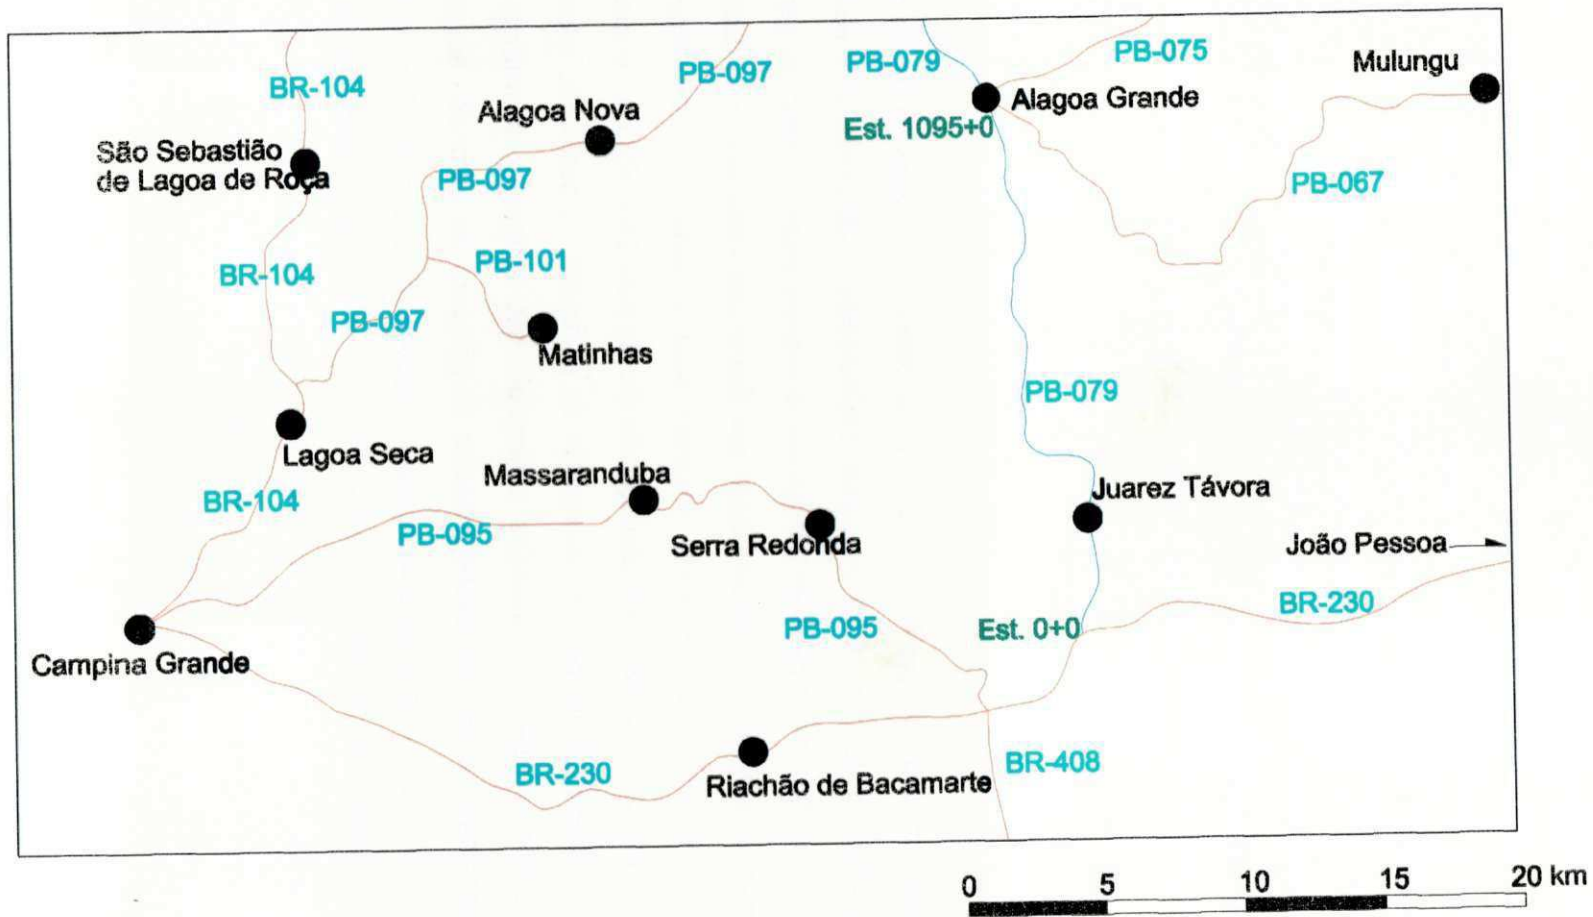 PB-075
PB-079
Mulungu
PB-097
BR-104
Alagoa Grande
Alagoa Nova
Est. 1095+0
São Sebastião
de Lagoa de Roça
PB-097
PB-067
PB-101
BR-104
PB-097
Matinhas
PB-079
Lagoa Seca
Massaranduba
Juarez Távora
BR-104
PB-095
Serra Redonda
João Pessoa
BR-230
PB-095
Est. 0+0
Campina Grande
BR-230
Riachão de Bacamarte
BR-408
0 5 10 15 20 km